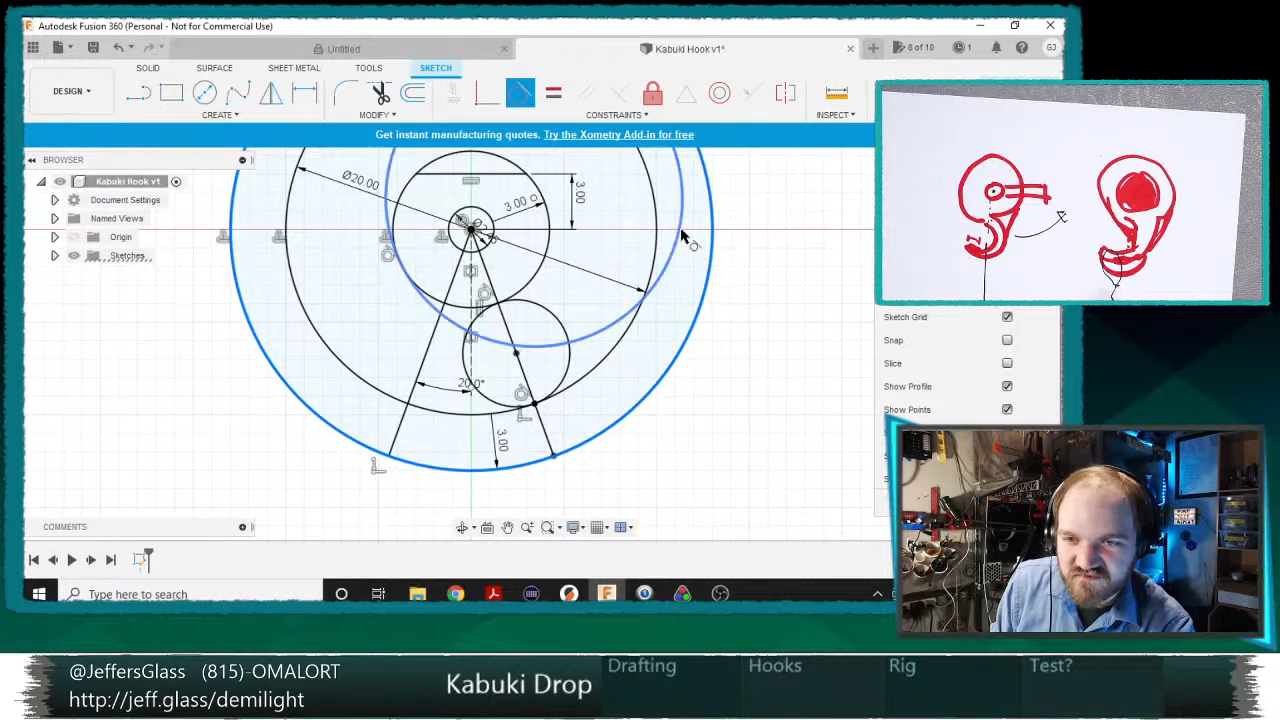 Autodesk Fusion 360 (Personal - Not for Commercial Use)
Untitled
Kabuki Hook v1*
8 of 10
1
GJ
SOLID
SURFACE
SHEET METAL
TOOLS
SKETCH
DESIGN
CREATE
MODIFY
CONSTRAINTS
INSPECT
Get instant manufacturing quotes. Try the Xometry Add-in for free
BROWSER
Kabuki Hook v1
Document Settings
Named Views
Origin
Sketches
Ø20.00
3.00
3.00
20.0°
3.00
Sketch Grid
Snap
Slice
Show Profile
Show Points
COMMENTS
Type here to search
@JeffersGlass (815)-OMALORT
http://jeff.glass/demilight
Kabuki Drop
Drafting
Hooks
Rig
Test?